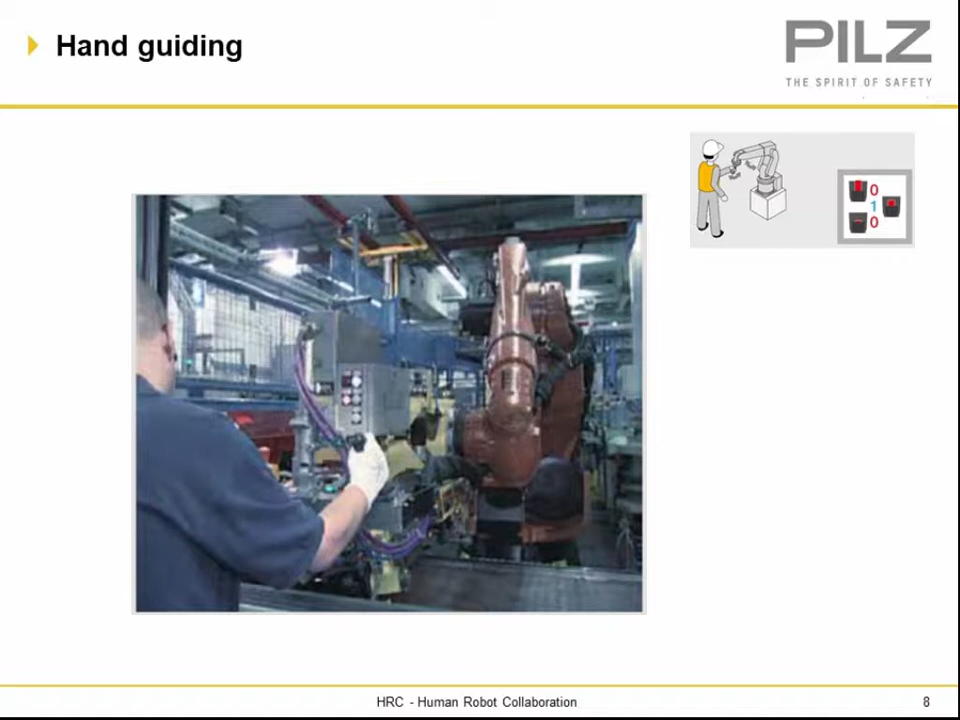 Hand guiding
PILZ
THE SPIRIT OF SAFETY
0
1
0
HRC - Human Robot Collaboration
8